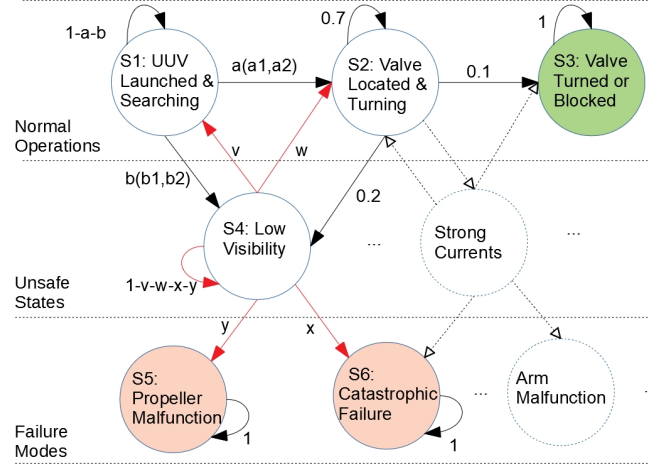 1-a-b
0.7
1
S1: UUV
Launched &
Searching
a(a1,a2)
S2: Valve
Located &
Turning
0.1
S3: Valve
Turned or
Blocked
Normal
Operations
v
w
b(b1,b2)
0.2
S4: Low
Visibility
...
Strong
Currents
...
1-v-w-x-y
Unsafe
States
y
x
S5:
Propeller
Malfunction
1
S6:
Catastrophic
Failure
1
...
Arm
Malfunction
Failure
Modes